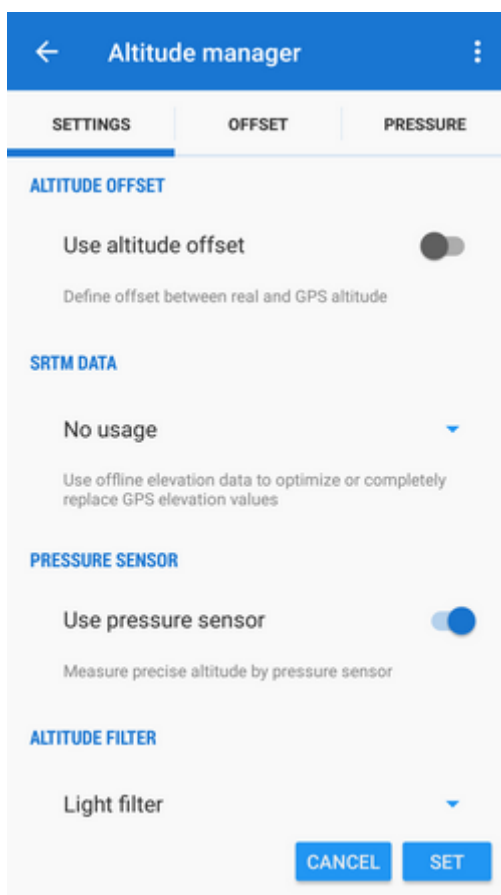 Altitude manager
SETTINGS OFFSET PRESSURE
ALTITUDE OFFSET
Use altitude offset
Define offset between real and GPS altitude
SRTM DATA
No usage
Use offline elevation data to optimize or completely
replace GPS elevation values
PRESSURE SENSOR
Use pressure sensor
Measure precise altitude by pressure sensor
ALTITUDE FILTER
Light filter
CANCEL SET